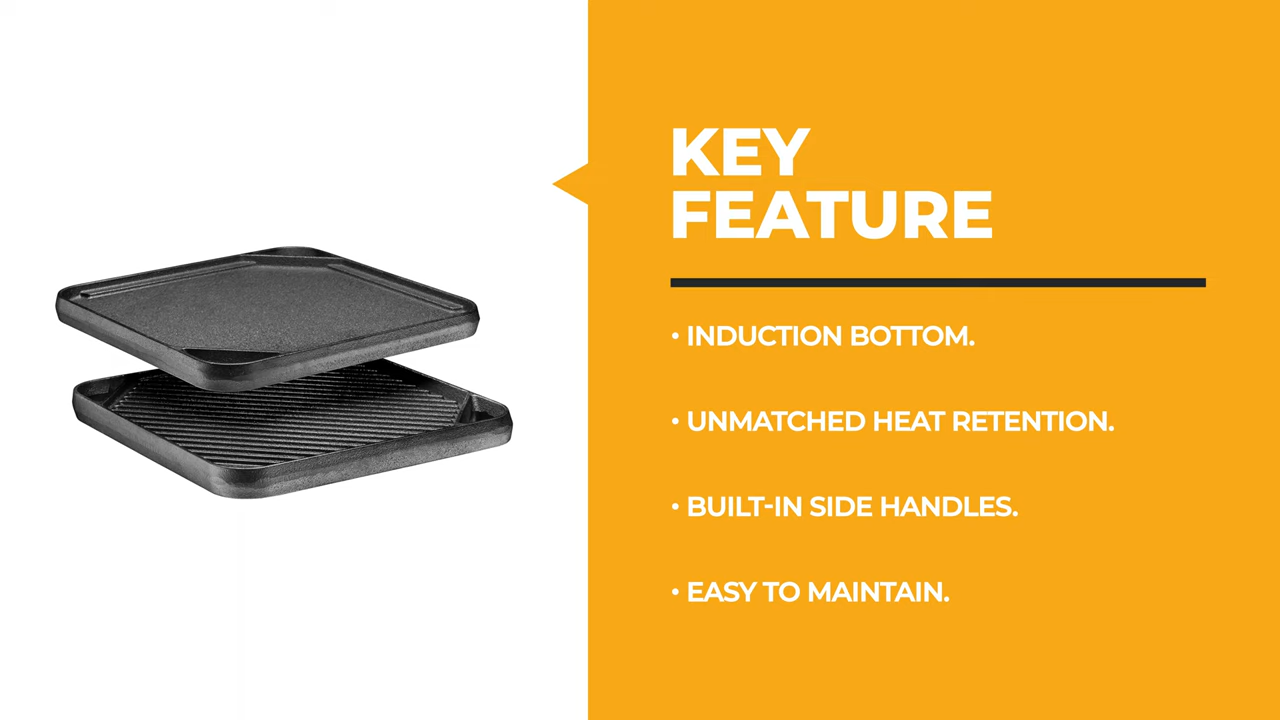 KEY
FEATURE
• INDUCTION BOTTOM.
• UNMATCHED HEAT RETENTION.
• BUILT-IN SIDE HANDLES.
• EASY TO MAINTAIN.